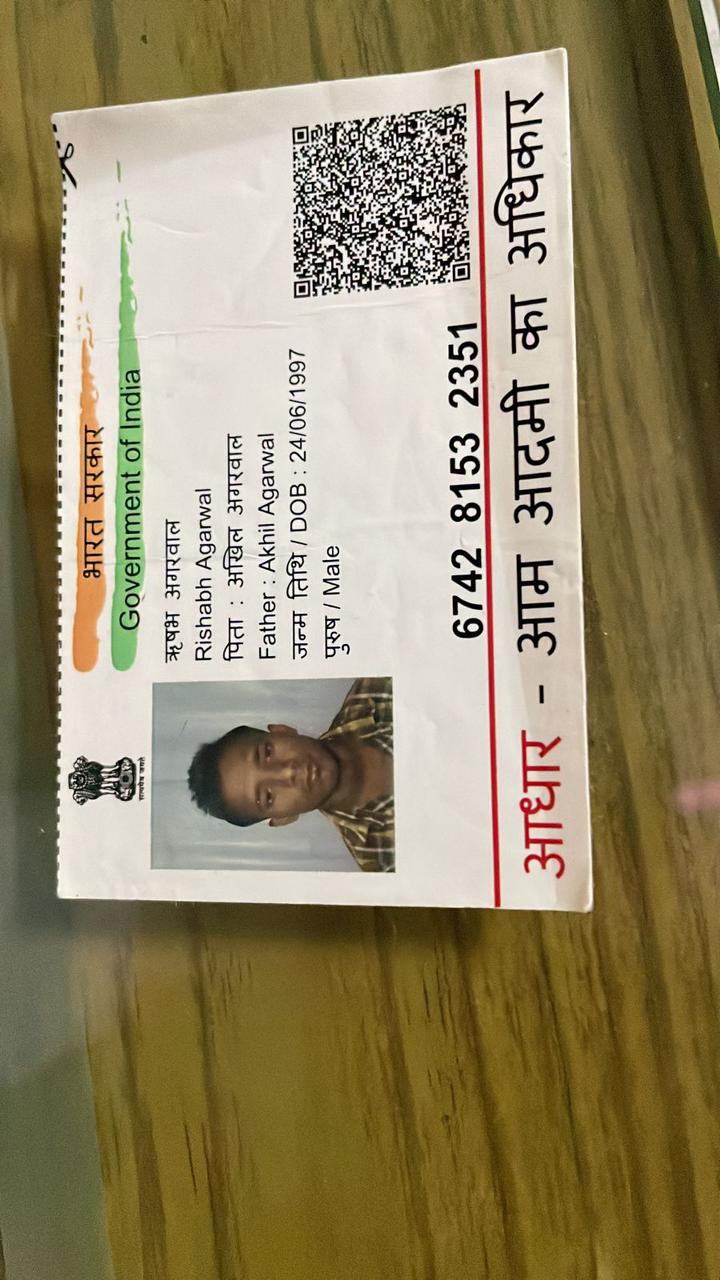 भारत सरकार
Government of India
सत्यमेव जयते
ऋषभ अगरवाल
Rishabh Agarwal
पिता : अखिल अगरवाल
Father : Akhil Agarwal
जन्म तिथि / DOB : 24/06/1997
पुरुष / Male
6742 8153 2351
आधार - आम आदमी का अधिकार